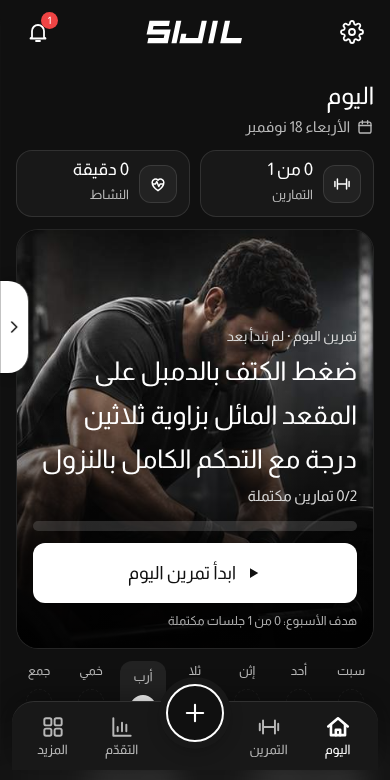 1
SIJIL
اليوم
الأربعاء 18 نوفمبر
0 من 1
التمارين
0 دقيقة
النشاط
تمرين اليوم · لم تبدأ بعد
ضغط الكتف بالدمبل على
المقعد المائل بزاوية ثلاثين
درجة مع التحكم الكامل بالنزول
0/2 تمارين مكتملة
ابدأ تمرين اليوم
هدف الأسبوع: 0 من 1 جلسات مكتملة
سبت أحد إثن ثلا أرب خمي جمع
اليوم التمرين التقدّم المزيد